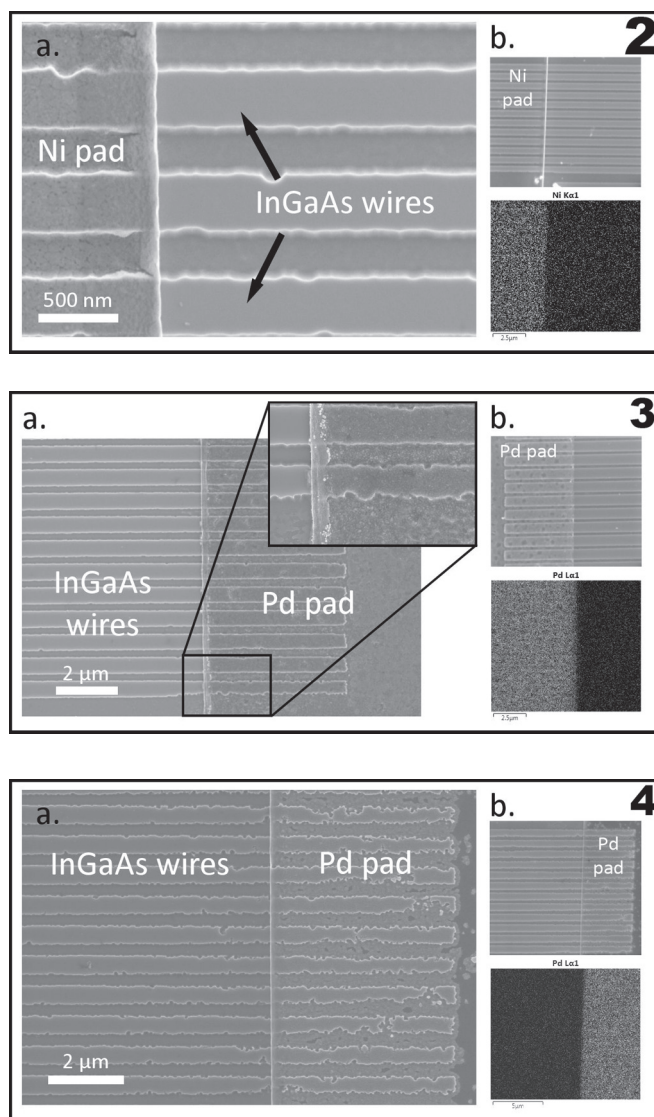 a.
b.
2
Ni pad
InGaAs wires
500 nm
Ni
pad
Ni Kα1
2.5μm
a.
b.
3
InGaAs
wires
Pd pad
2 μm
Pd pad
Pd Lα1
2.5μm
a.
b.
4
InGaAs wires
Pd pad
2 μm
Pd
pad
Pd Lα1
5μm